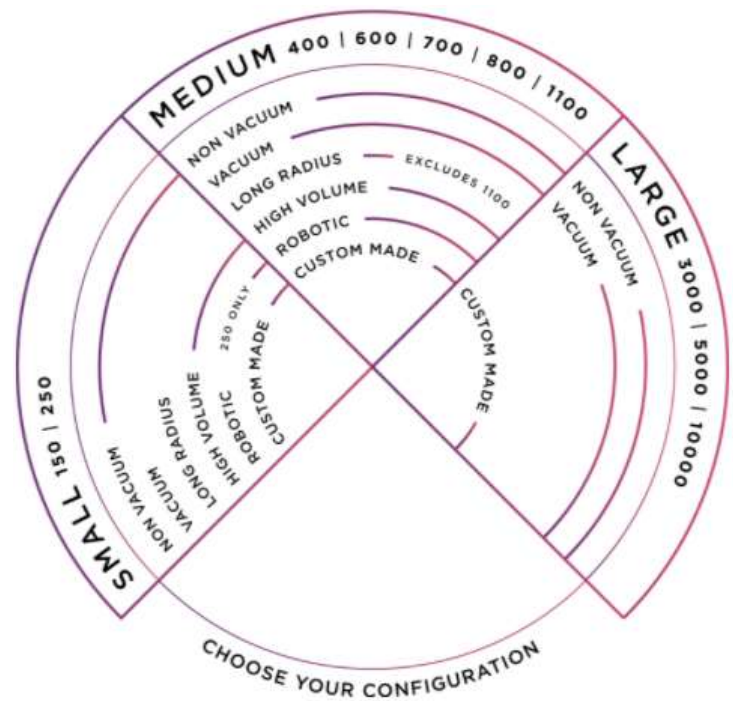 SMALL 150 | 250
NON VACUUM
VACUUM
LONG RADIUS
HIGH VOLUME
ROBOTIC
250 ONLY
CUSTOM MADE
MEDIUM 400 | 600 | 700 | 800 | 1100
NON VACUUM
VACUUM
LONG RADIUS
EXCLUDES 1100
HIGH VOLUME
ROBOTIC
CUSTOM MADE
LARGE 3000 | 5000 | 10000
NON VACUUM
VACUUM
CUSTOM MADE
CHOOSE YOUR CONFIGURATION